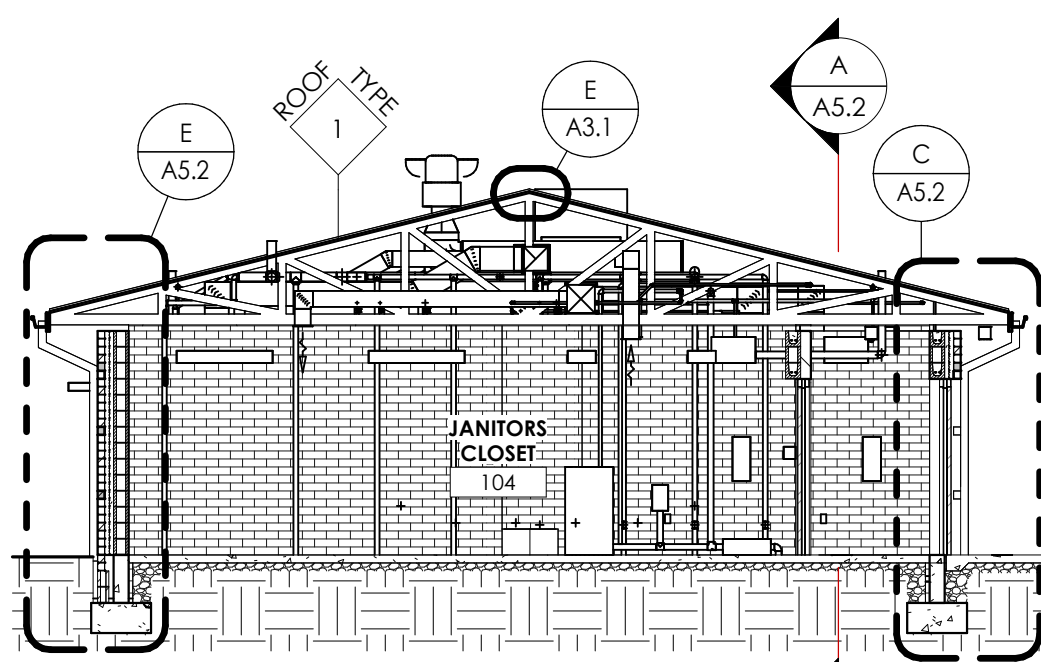 E
A5.2
ROOF TYPE
1
E
A3.1
A
A5.2
C
A5.2
JANITORS
CLOSET
104